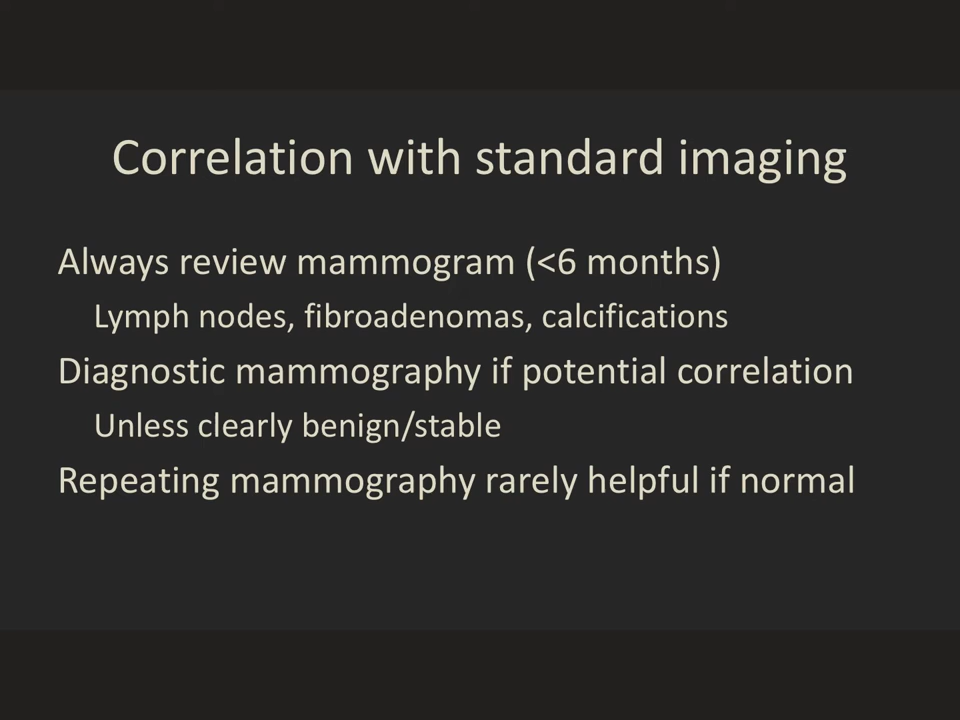 Correlation with standard imaging
Always review mammogram (<6 months)
Lymph nodes, fibroadenomas, calcifications
Diagnostic mammography if potential correlation
Unless clearly benign/stable
Repeating mammography rarely helpful if normal